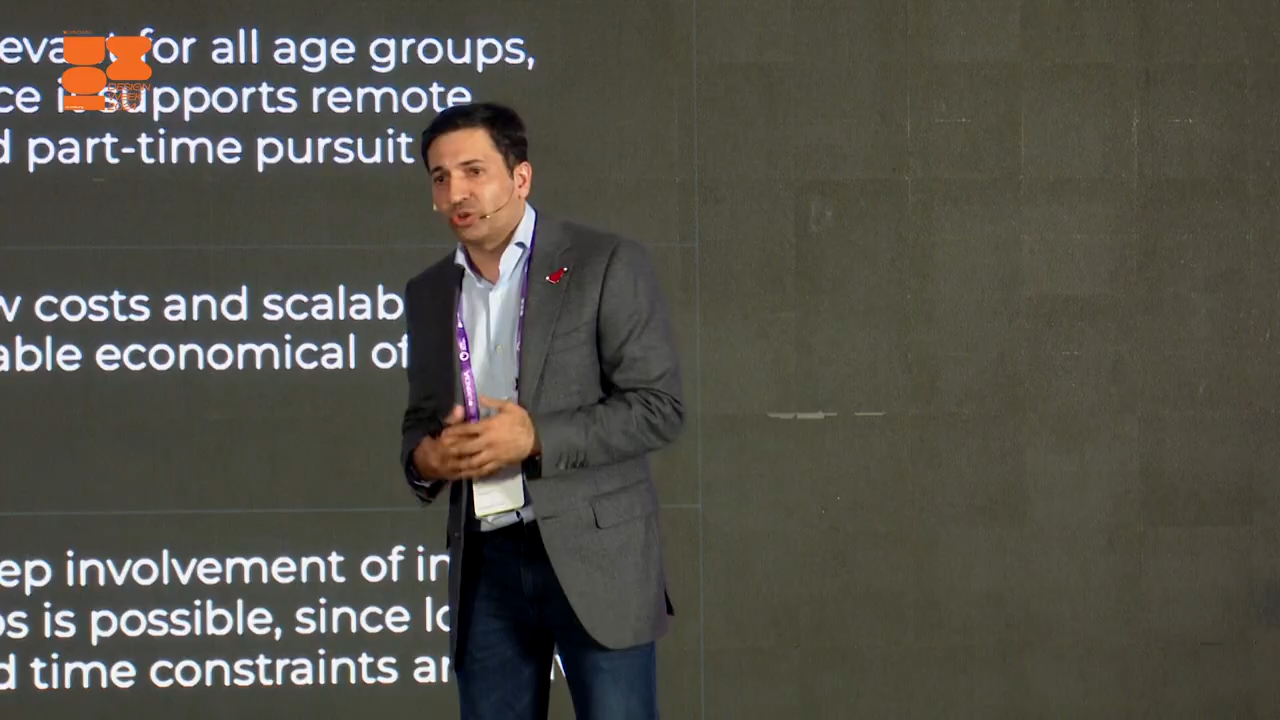 for all age groups,
supports remote
part-time pursuit
costs and scalab
able economical of
involvement of in
is possible, since lo
time constraints ar
DESIGN